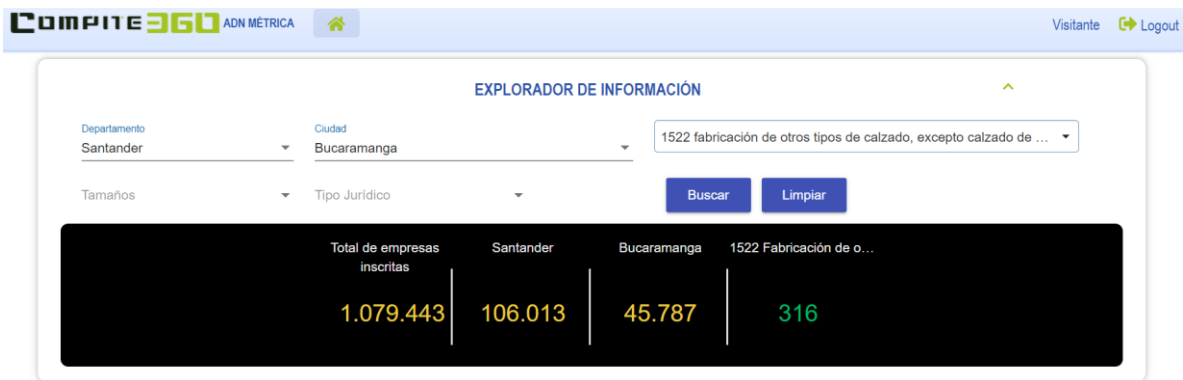 COMPITE360 ADN MÉTRICA
Visitante Logout
EXPLORADOR DE INFORMACIÓN
Departamento
Santander
Ciudad
Bucaramanga
1522 fabricación de otros tipos de calzado, excepto calzado de …
Tamaños
Tipo Jurídico
Buscar
Limpiar
Total de empresas
inscritas
Santander
Bucaramanga
1522 Fabricación de o…
1.079.443
106.013
45.787
316